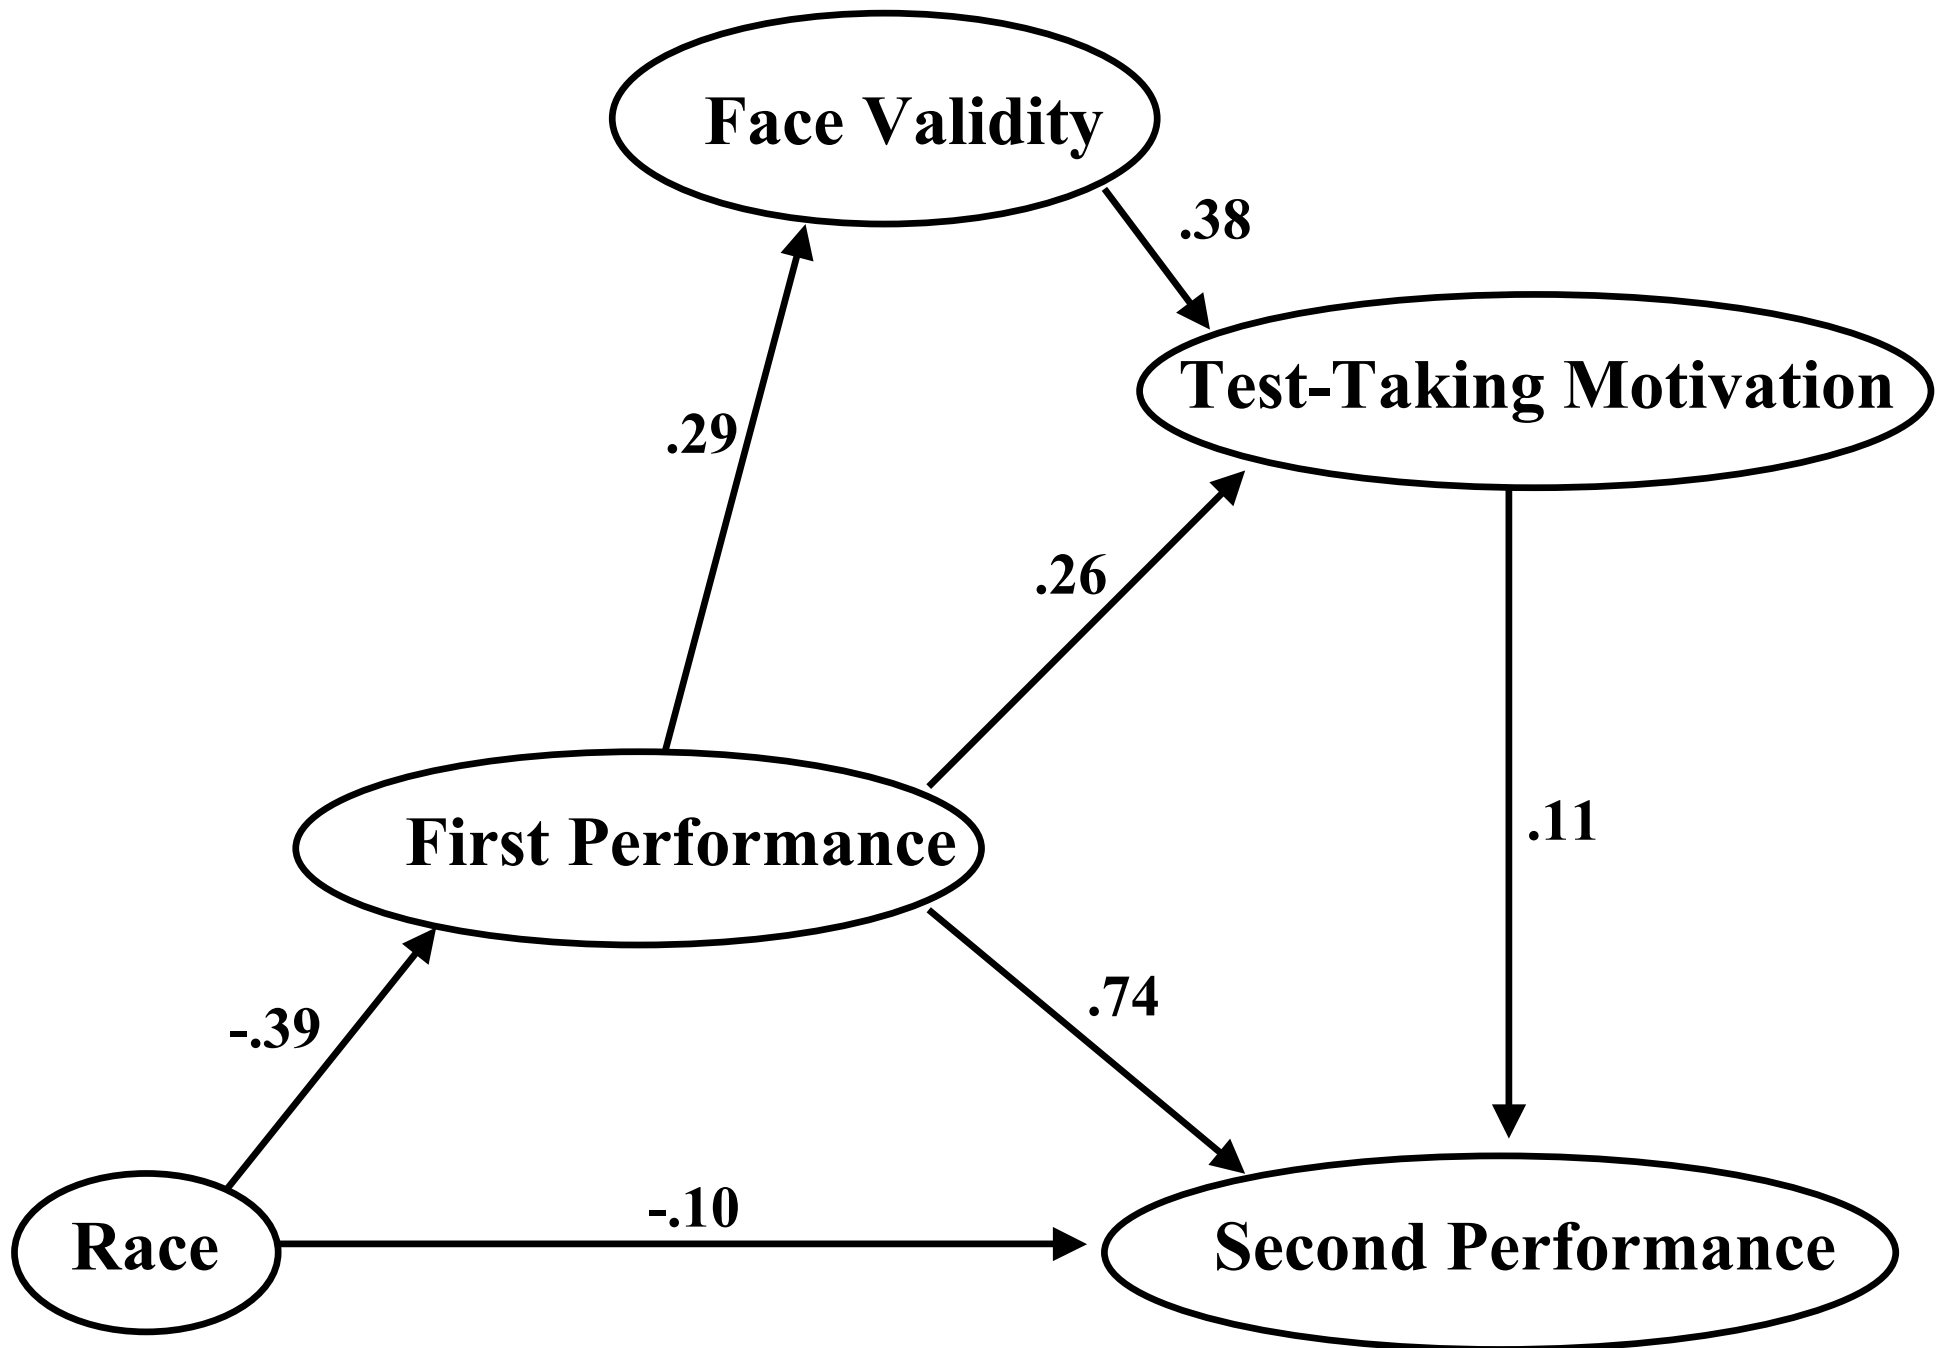 Face Validity
.38
Test-Taking Motivation
.29
.26
.11
First Performance
.74
-.39
-.10
Race
Second Performance